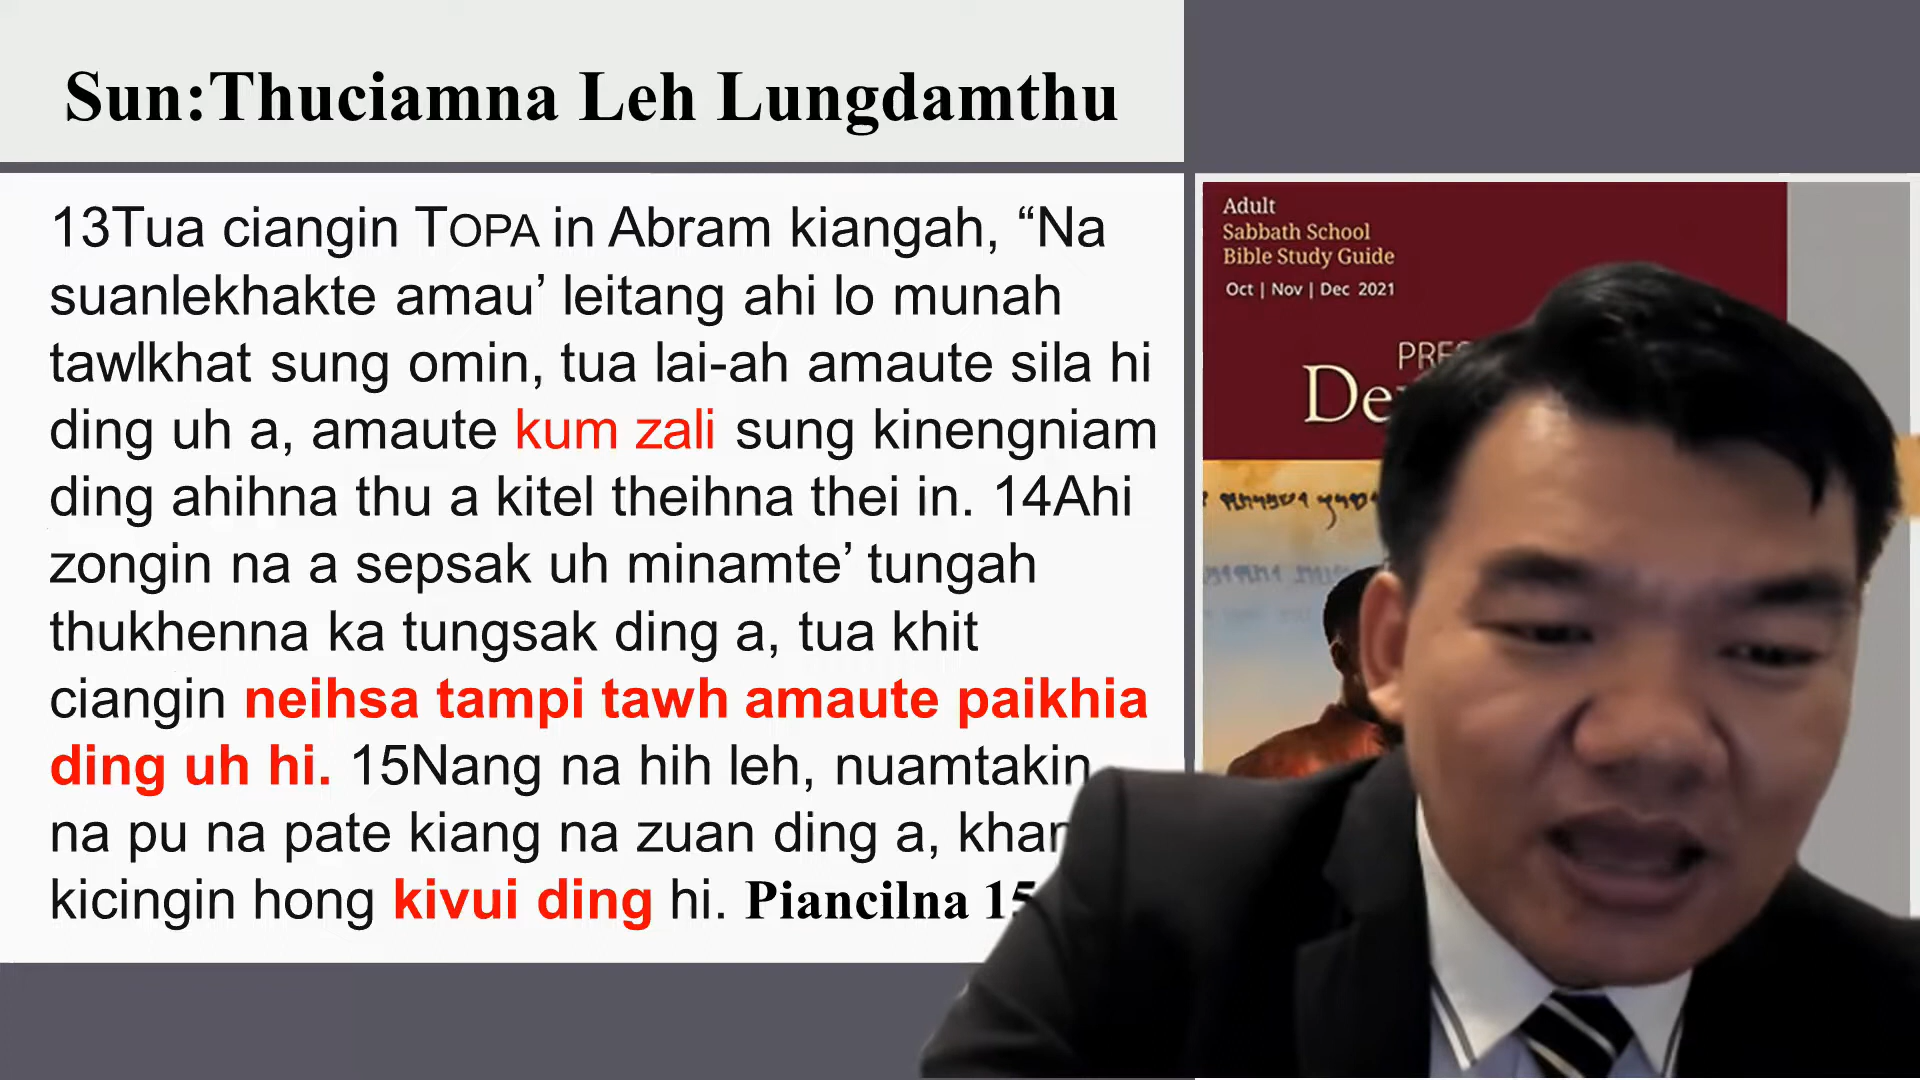 Sun:Thuciamna Leh Lungdamthu
13Tua ciangin TOPA in Abram kiangah, “Na
suanlekhakte amau’ leitang ahi lo munah
tawlkhat sung omin, tua lai-ah amaute sila hi
ding uh a, amaute kum zali sung kinengniam
ding ahihna thu a kitel theihna thei in. 14Ahi
zongin na a sepsak uh minamte’ tungah
thukhenna ka tungsak ding a, tua khit
ciangin neihsa tampi tawh amaute paikhia
ding uh hi. 15Nang na hih leh, nuamtakin
na pu na pate kiang na zuan ding a,
kicingin hong kivui ding hi. Piancilna 15
Adult
Sabbath School
Bible Study Guide
Oct | Nov | Dec 2021